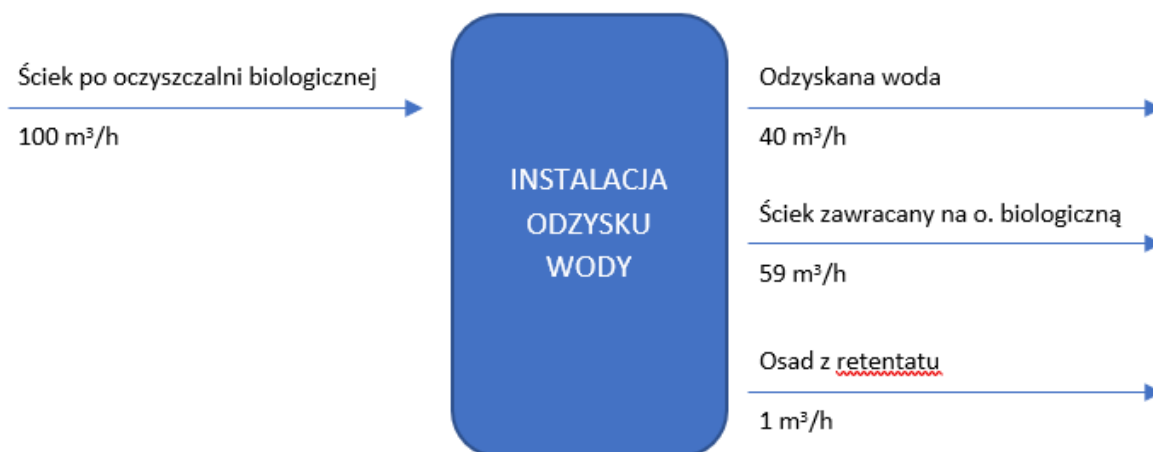 Ściek po oczyszczalni biologicznej
100 m³/h
INSTALACJA
ODZYSKU
WODY
Odzyskana woda
40 m³/h
Ściek zawracany na o. biologiczną
59 m³/h
Osad z retentatu
1 m³/h